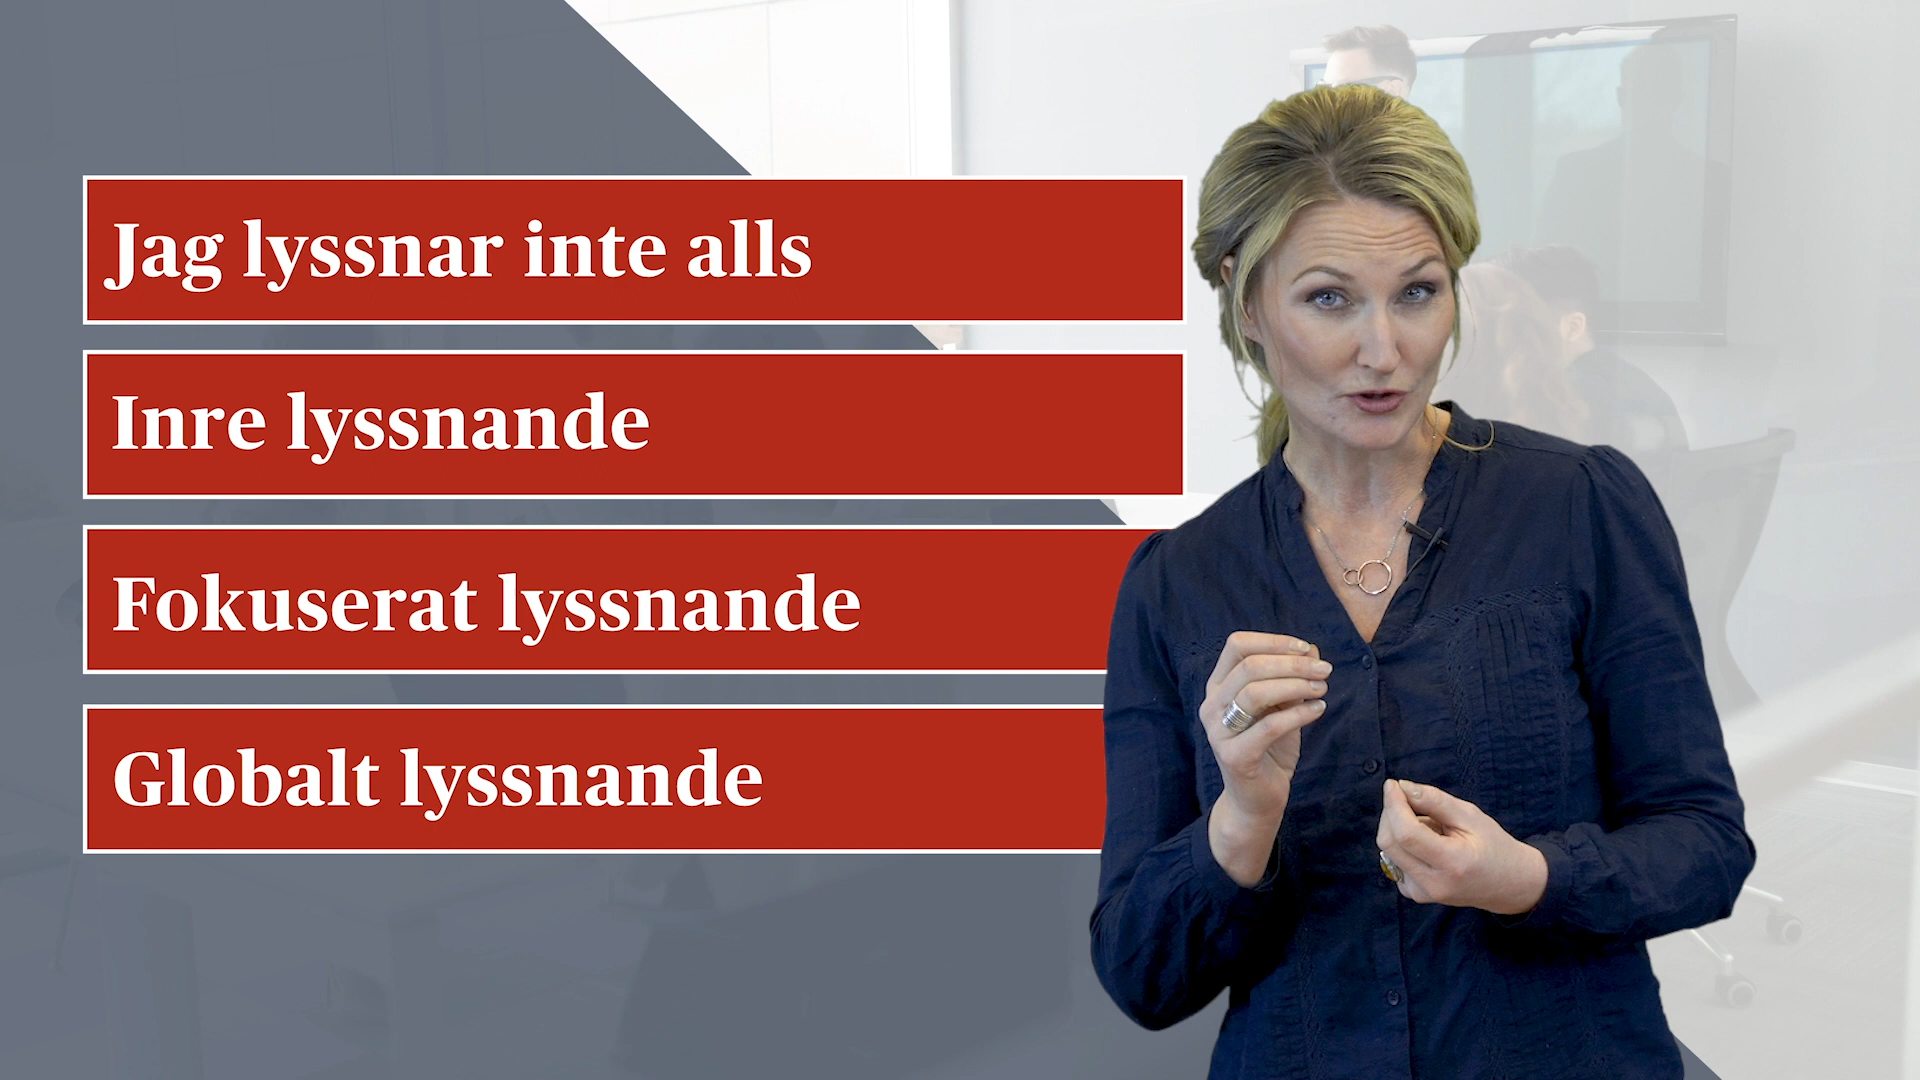 Jag lyssnar inte alls
Inre lyssnande
Fokuserat lyssnande
Globalt lyssnande